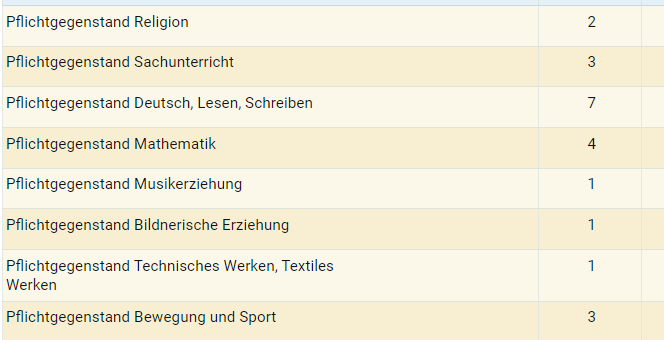 Pflichtgegenstand Religion 2
Pflichtgegenstand Sachunterricht 3
Pflichtgegenstand Deutsch, Lesen, Schreiben 7
Pflichtgegenstand Mathematik 4
Pflichtgegenstand Musikerziehung 1
Pflichtgegenstand Bildnerische Erziehung 1
Pflichtgegenstand Technisches Werken, Textiles 1
Werken
Pflichtgegenstand Bewegung und Sport 3